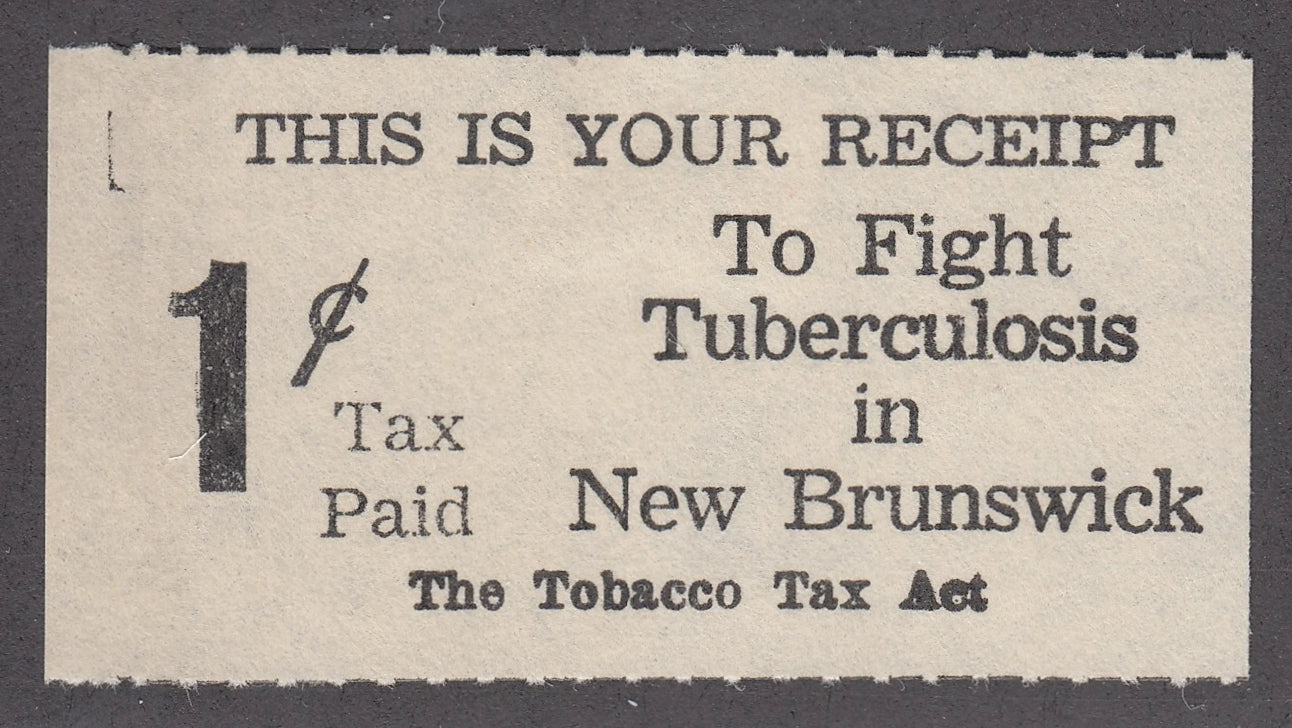 THIS IS YOUR RECEIPT
To Fight
Tuberculosis
in
New Brunswick
1¢
Tax
Paid
The Tobacco Tax Act